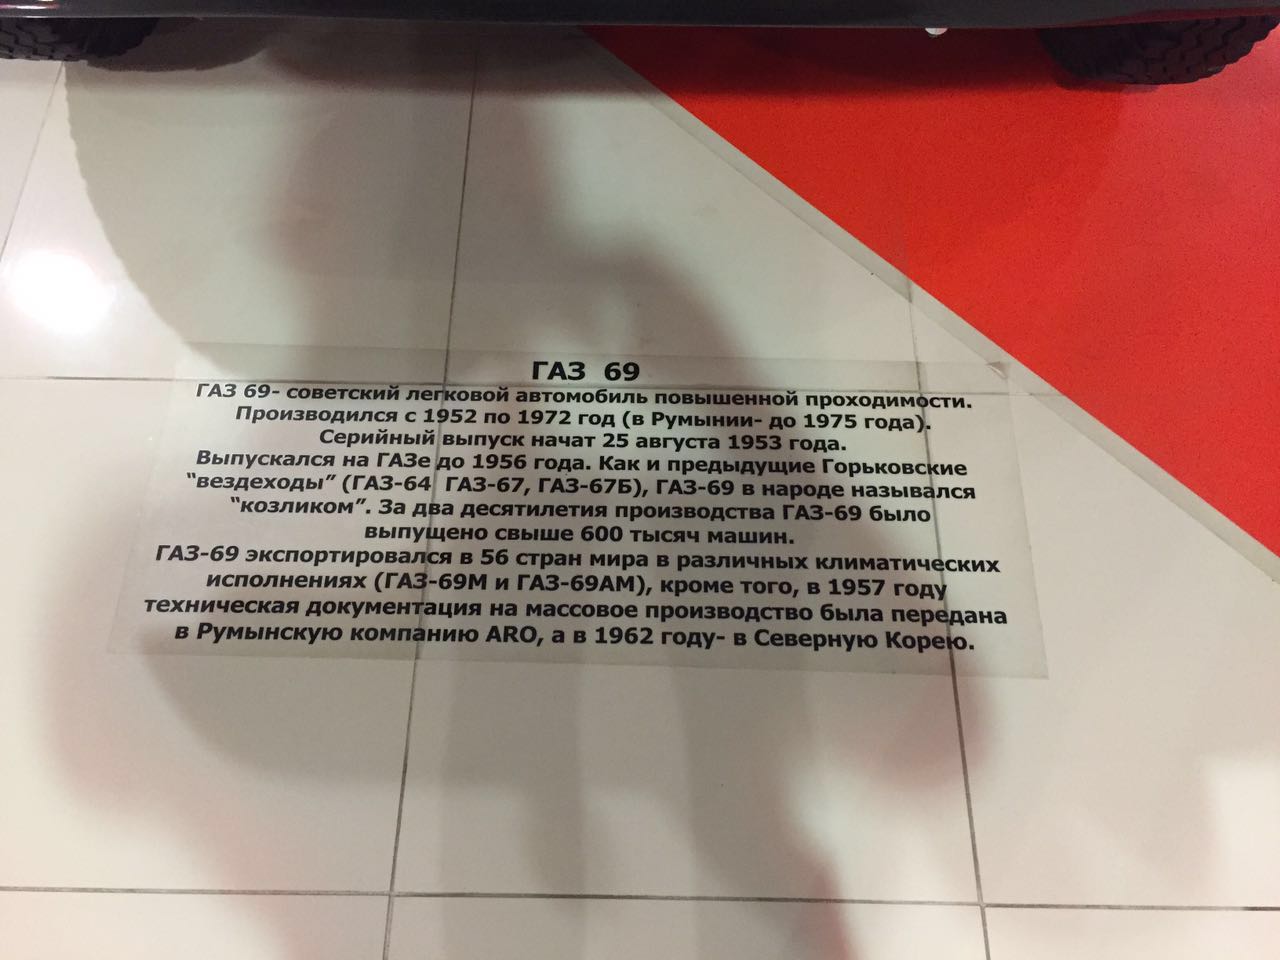 ГАЗ 69
ГАЗ 69- советский легковой автомобиль повышенной проходимости.
Производился с 1952 по 1972 год (в Румынии- до 1975 года).
Серийный выпуск начат 25 августа 1953 года.
Выпускался на ГАЗе до 1956 года. Как и предыдущие Горьковские
“вездеходы” (ГАЗ-64 ГАЗ-67, ГАЗ-67Б), ГАЗ-69 в народе назывался
“козликом”. За два десятилетия производства ГАЗ-69 было
выпущено свыше 600 тысяч машин.
ГАЗ-69 экспортировался в 56 стран мира в различных климатических
исполнениях (ГАЗ-69М и ГАЗ-69АМ), кроме того, в 1957 году
техническая документация на массовое производство была передана
в Румынскую компанию ARO, а в 1962 году- в Северную Корею.